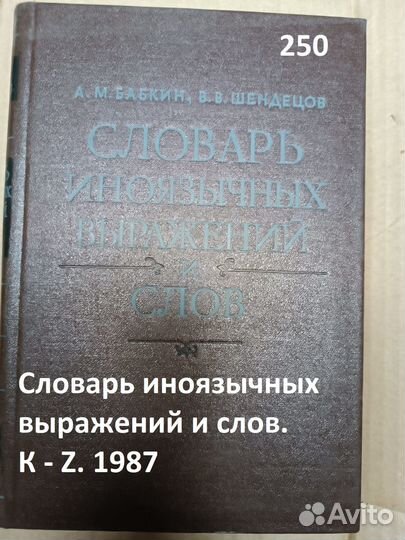 250
А. М. БАБКИН, В. В. ШЕНДЕЦОВ
СЛОВАРЬ
ИНОЯЗЫЧНЫХ
ВЫРАЖЕНИЙ
И
СЛОВ
Словарь иноязычных
выражений и слов.
K - Z. 1987
Avito